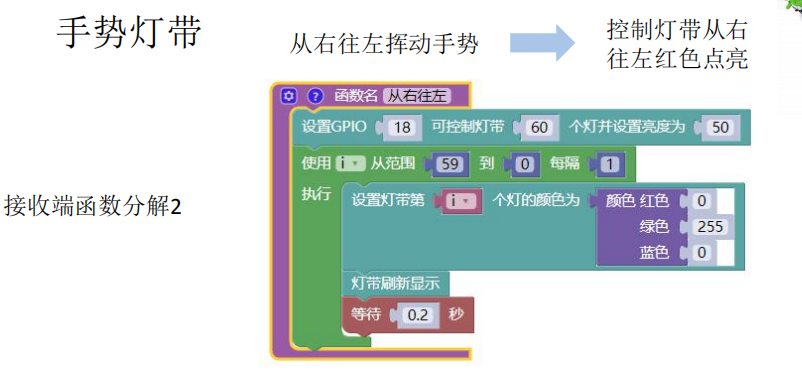 手势灯带
从右往左挥动手势
控制灯带从右
往左红色点亮
接收端函数分解2
? 函数名 从右往左
设置GPIO 18 可控制灯带 60 个灯并设置亮度为 50
使用 i 从范围 59 到 0 每隔 1
执行 设置灯带第 i 个灯的颜色为 颜色 红色 0
绿色 255
蓝色 0
灯带刷新显示
等待 0.2 秒